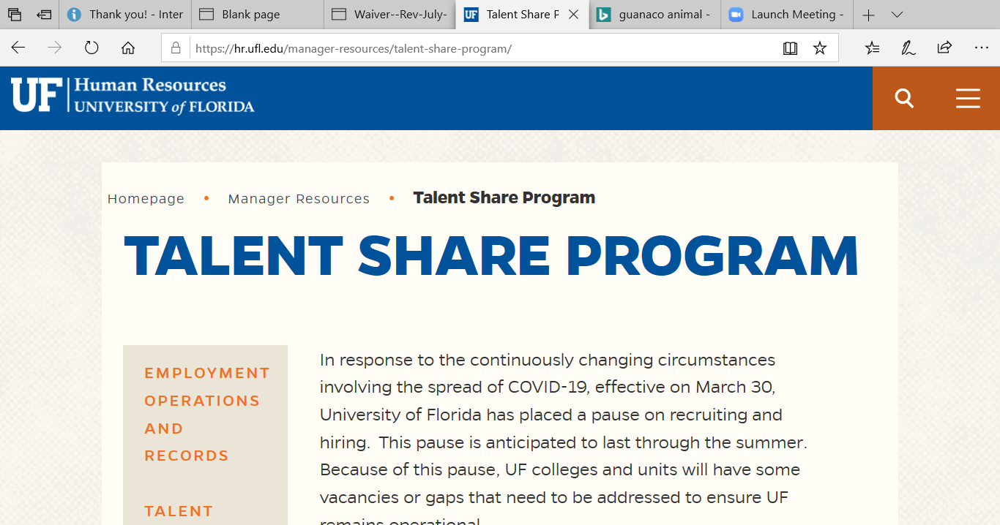 Thank you! - Inter
Blank page
Waiver--Rev-July-
UF Talent Share P
guanaco animal -
Launch Meeting -
https://hr.ufl.edu/manager-resources/talent-share-program/
UF Human Resources
UNIVERSITY of FLORIDA
Homepage • Manager Resources • Talent Share Program
TALENT SHARE PROGRAM
EMPLOYMENT
OPERATIONS
AND
RECORDS
TALENT
In response to the continuously changing circumstances
involving the spread of COVID-19, effective on March 30,
University of Florida has placed a pause on recruiting and
hiring.  This pause is anticipated to last through the summer.
Because of this pause, UF colleges and units will have some
vacancies or gaps that need to be addressed to ensure UF
remains operational